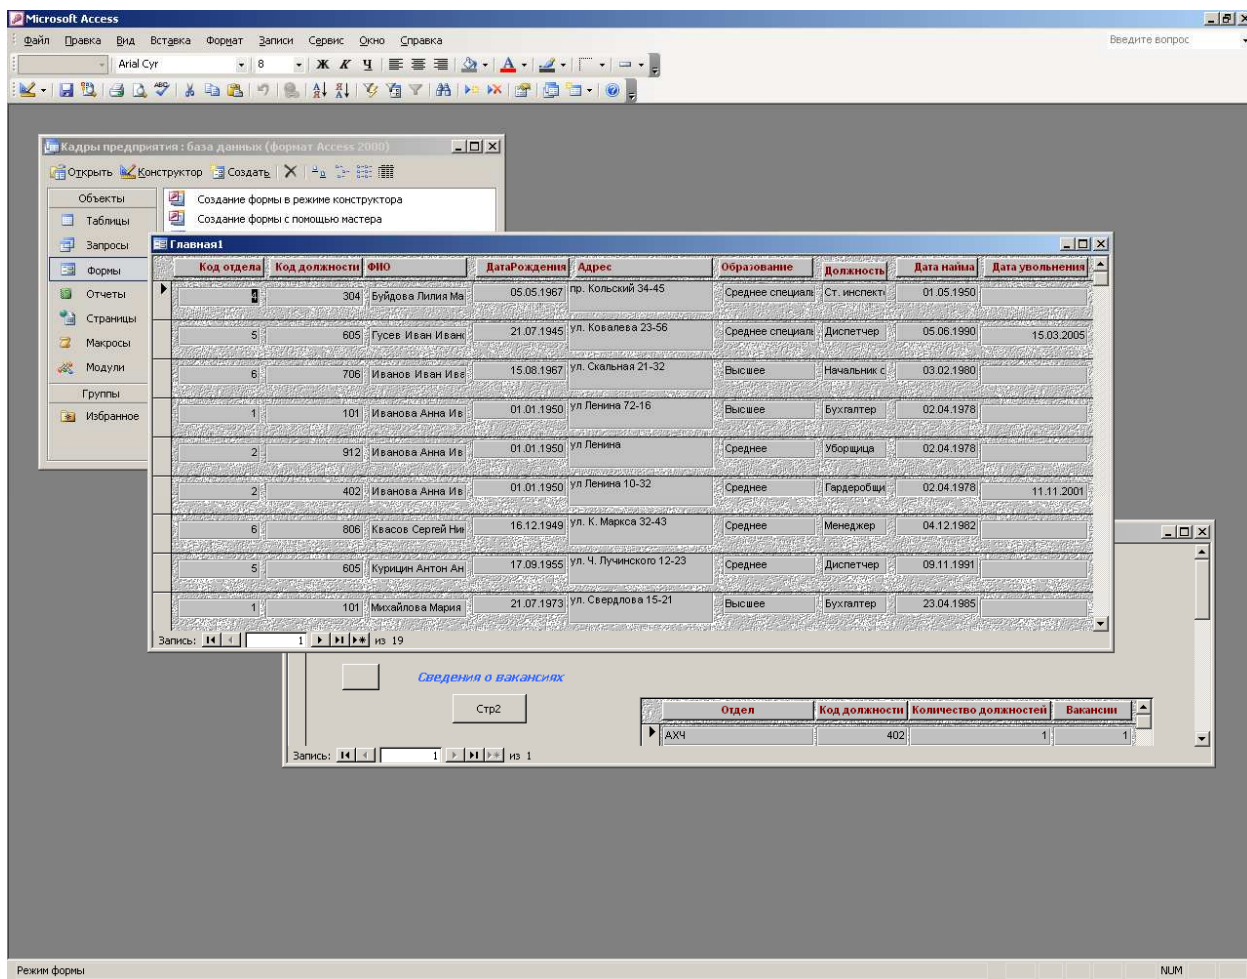 Microsoft Access
Файл Правка Вид Вставка Формат Записи Сервис Окно Справка Введите вопрос
Arial Cyr 8 Ж К Ч
Кадры предприятия : база данных (формат Access 2000)
Открыть Конструктор Создать
Объекты
Создание формы в режиме конструктора
Таблицы
Создание формы с помощью мастера
Запросы
Формы
Отчеты
Страницы
Макросы
Модули
Группы
Избранное
Главная1
Код отдела Код должности ФИО ДатаРождения Адрес Образование Должность Дата найма Дата увольнения
4 304 Буйдова Лилия Ма 05.05.1967 пр. Кольский 34-45 Среднее специаль Ст. инспекто 01.05.1950
5 605 Гусев Иван Ивано 21.07.1945 ул. Ковалева 23-56 Среднее специаль Диспетчер 05.06.1990 15.03.2005
6 706 Иванов Иван Ива 15.08.1967 ул. Скальная 21-32 Высшее Начальник с 03.02.1980
1 101 Иванова Анна Ив 01.01.1950 ул Ленина 72-16 Высшее Бухгалтер 02.04.1978
2 912 Иванова Анна Ив 01.01.1950 ул Ленина Среднее Уборщица 02.04.1978
2 402 Иванова Анна Ив 01.01.1950 ул Ленина 10-32 Среднее Гардеробщи 02.04.1978 11.11.2001
6 806 Квасов Сергей Ник 16.12.1949 ул. К. Маркса 32-43 Среднее Менеджер 04.12.1982
5 605 Курицин Антон Ан 17.09.1955 ул. Ч. Лучинского 12-23 Среднее Диспетчер 09.11.1991
1 101 Михайлова Мария 21.07.1973 ул. Свердлова 15-21 Высшее Бухгалтер 23.04.1985
Запись: 1 из 19
Сведения о вакансиях
Стр2
Отдел Код должности Количество должностей Вакансии
АХЧ 402 1 1
Запись: 1 из 1
Режим формы NUM